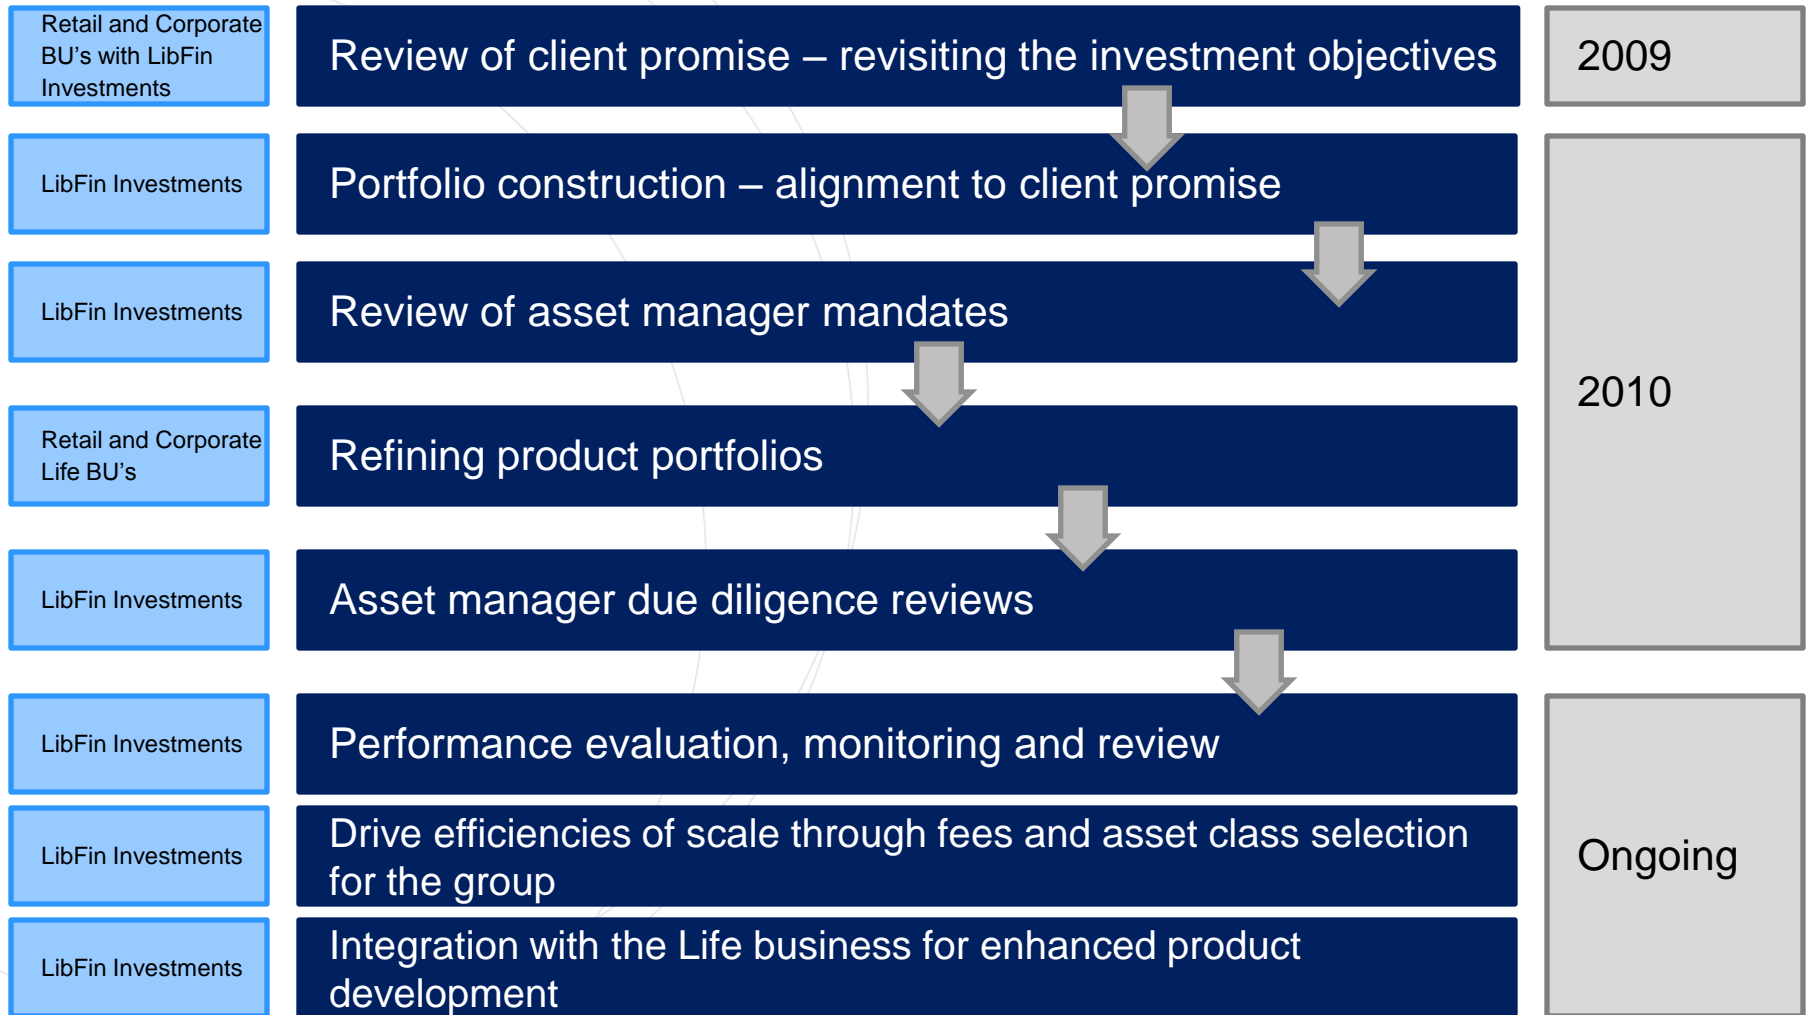 Retail and Corporate
BU's with LibFin
Investments
Review of client promise – revisiting the investment objectives
2009
LibFin Investments
Portfolio construction – alignment to client promise
LibFin Investments
Review of asset manager mandates
2010
Retail and Corporate
Life BU's
Refining product portfolios
LibFin Investments
Asset manager due diligence reviews
LibFin Investments
Performance evaluation, monitoring and review
LibFin Investments
Drive efficiencies of scale through fees and asset class selection
for the group
Ongoing
LibFin Investments
Integration with the Life business for enhanced product
development